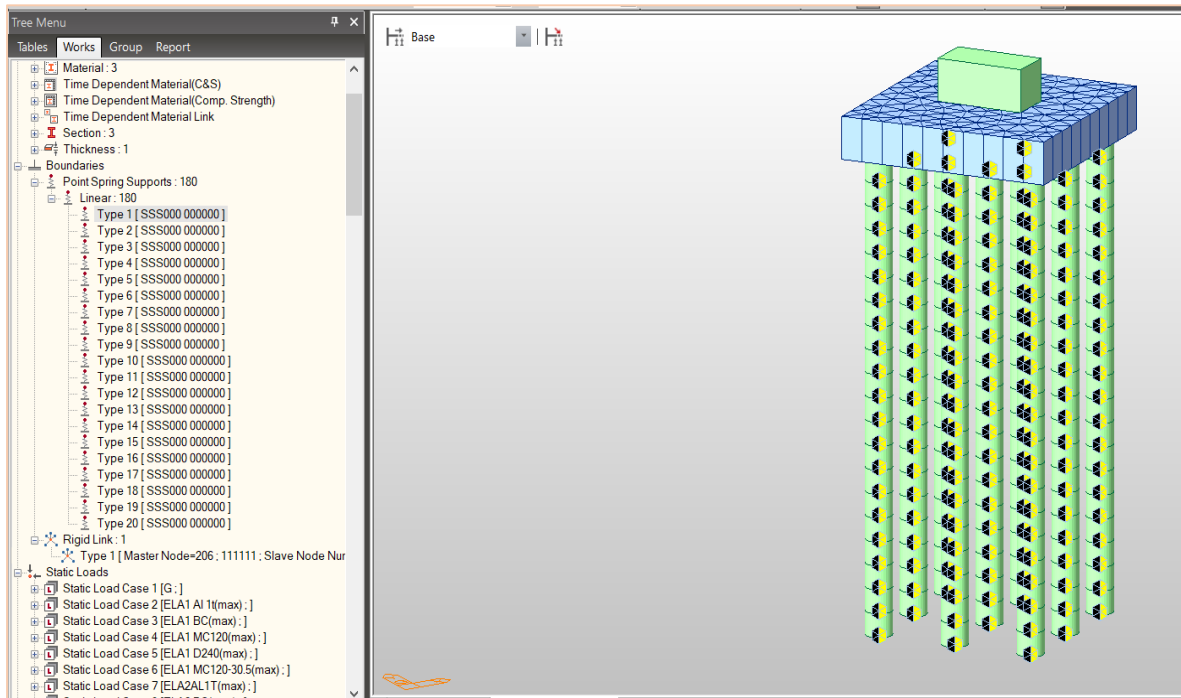 Tree Menu
Base
Tables Works Group Report
Material : 3
Time Dependent Material(C&S)
Time Dependent Material(Comp. Strength)
Time Dependent Material Link
Section : 3
Thickness : 1
Boundaries
Point Spring Supports : 180
Linear : 180
Type 1 [ SSS000 000000 ]
Type 2 [ SSS000 000000 ]
Type 3 [ SSS000 000000 ]
Type 4 [ SSS000 000000 ]
Type 5 [ SSS000 000000 ]
Type 6 [ SSS000 000000 ]
Type 7 [ SSS000 000000 ]
Type 8 [ SSS000 000000 ]
Type 9 [ SSS000 000000 ]
Type 10 [ SSS000 000000 ]
Type 11 [ SSS000 000000 ]
Type 12 [ SSS000 000000 ]
Type 13 [ SSS000 000000 ]
Type 14 [ SSS000 000000 ]
Type 15 [ SSS000 000000 ]
Type 16 [ SSS000 000000 ]
Type 17 [ SSS000 000000 ]
Type 18 [ SSS000 000000 ]
Type 19 [ SSS000 000000 ]
Type 20 [ SSS000 000000 ]
Rigid Link : 1
Type 1 [ Master Node=206 ; 111111 ; Slave Node Nur
Static Loads
Static Load Case 1 [G ; ]
Static Load Case 2 [ELA1 Al 1t(max) ; ]
Static Load Case 3 [ELA1 BC(max) ; ]
Static Load Case 4 [ELA1 MC120(max) ; ]
Static Load Case 5 [ELA1 D240(max) ; ]
Static Load Case 6 [ELA1 MC120-30.5(max) ; ]
Static Load Case 7 [ELA2AL1T(max) ; ]